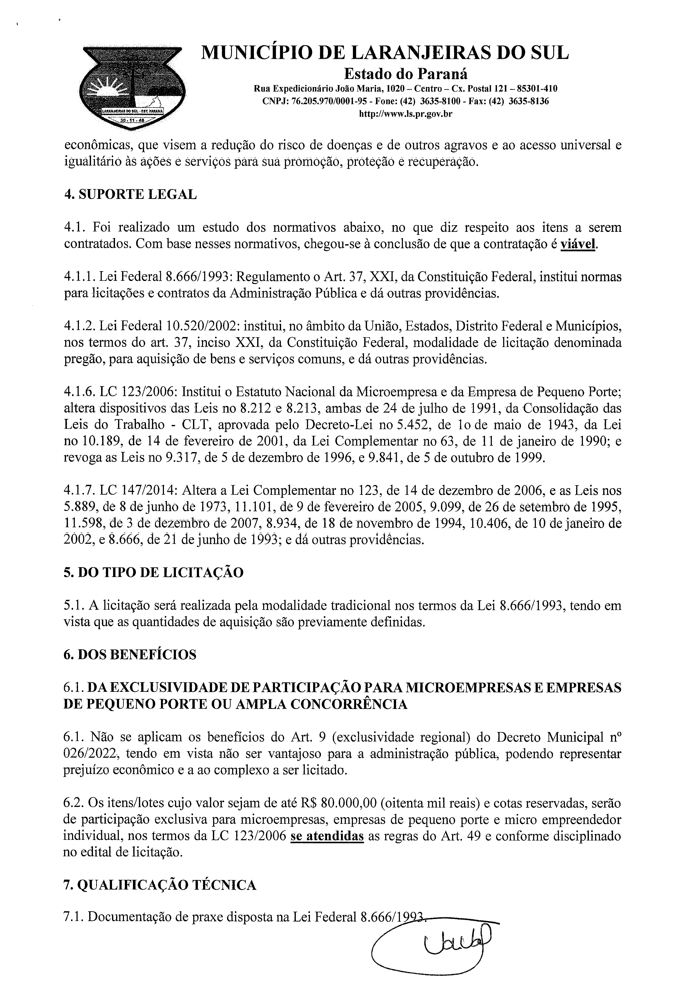 MUNICÍPIO DE LARANJEIRAS DO SUL
Estado do Paraná
Rua Expedicionário João Maria, 1020 – Centro – Cx. Postal 121 – 85301-410
CNPJ: 76.205.970/0001-95 - Fone: (42) 3635-8100 - Fax: (42) 3635-8136
http://www.ls.pr.gov.br
LARANJEIRAS DO SUL - EST. PARANÁ
30 - 11 - 46
econômicas, que visem a redução do risco de doenças e de outros agravos e ao acesso universal e
igualitário às ações e serviços para sua promoção, proteção e recuperação.
4. SUPORTE LEGAL
4.1. Foi realizado um estudo dos normativos abaixo, no que diz respeito aos itens a serem
contratados. Com base nesses normativos, chegou-se à conclusão de que a contratação é viável.
4.1.1. Lei Federal 8.666/1993: Regulamento o Art. 37, XXI, da Constituição Federal, institui normas
para licitações e contratos da Administração Pública e dá outras providências.
4.1.2. Lei Federal 10.520/2002: institui, no âmbito da União, Estados, Distrito Federal e Municípios,
nos termos do art. 37, inciso XXI, da Constituição Federal, modalidade de licitação denominada
pregão, para aquisição de bens e serviços comuns, e dá outras providências.
4.1.6. LC 123/2006: Institui o Estatuto Nacional da Microempresa e da Empresa de Pequeno Porte;
altera dispositivos das Leis no 8.212 e 8.213, ambas de 24 de julho de 1991, da Consolidação das
Leis do Trabalho - CLT, aprovada pelo Decreto-Lei no 5.452, de 1o de maio de 1943, da Lei
no 10.189, de 14 de fevereiro de 2001, da Lei Complementar no 63, de 11 de janeiro de 1990; e
revoga as Leis no 9.317, de 5 de dezembro de 1996, e 9.841, de 5 de outubro de 1999.
4.1.7. LC 147/2014: Altera a Lei Complementar no 123, de 14 de dezembro de 2006, e as Leis nos
5.889, de 8 de junho de 1973, 11.101, de 9 de fevereiro de 2005, 9.099, de 26 de setembro de 1995,
11.598, de 3 de dezembro de 2007, 8.934, de 18 de novembro de 1994, 10.406, de 10 de janeiro de
2002, e 8.666, de 21 de junho de 1993; e dá outras providências.
5. DO TIPO DE LICITAÇÃO
5.1. A licitação será realizada pela modalidade tradicional nos termos da Lei 8.666/1993, tendo em
vista que as quantidades de aquisição são previamente definidas.
6. DOS BENEFÍCIOS
6.1. DA EXCLUSIVIDADE DE PARTICIPAÇÃO PARA MICROEMPRESAS E EMPRESAS
DE PEQUENO PORTE OU AMPLA CONCORRÊNCIA
6.1. Não se aplicam os benefícios do Art. 9 (exclusividade regional) do Decreto Municipal nº
026/2022, tendo em vista não ser vantajoso para a administração pública, podendo representar
prejuízo econômico e a ao complexo a ser licitado.
6.2. Os itens/lotes cujo valor sejam de até R$ 80.000,00 (oitenta mil reais) e cotas reservadas, serão
de participação exclusiva para microempresas, empresas de pequeno porte e micro empreendedor
individual, nos termos da LC 123/2006 se atendidas as regras do Art. 49 e conforme disciplinado
no edital de licitação.
7. QUALIFICAÇÃO TÉCNICA
7.1. Documentação de praxe disposta na Lei Federal 8.666/1993.